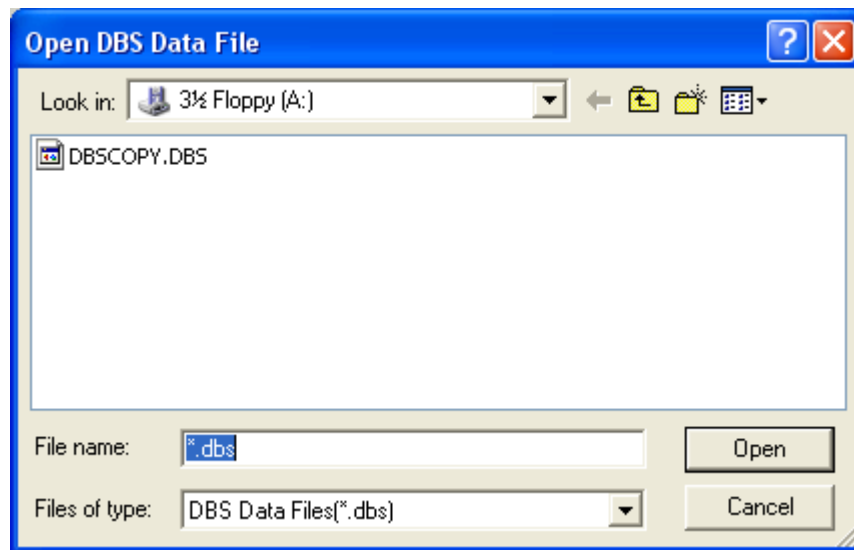 Open DBS Data File
Look in: 3½ Floppy (A:)
DBSCOPY.DBS
File name: *.dbs Open
Files of type: DBS Data Files(*.dbs) Cancel